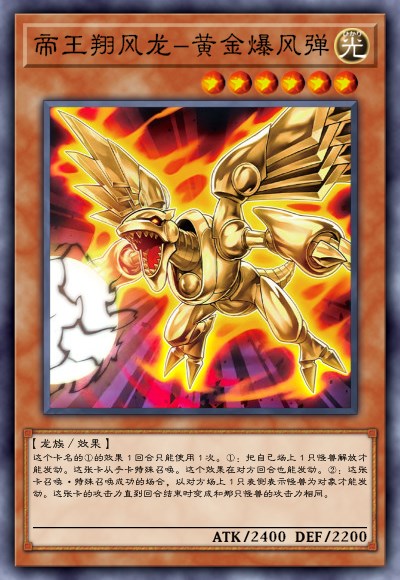 帝王翔风龙-黄金爆风弹
光
【龙族／效果】
这个卡名的①的效果1回合只能使用1次。①：把自己场上1只怪兽解放才
能发动。这张卡从手卡特殊召唤。这个效果在对方回合也能发动。②：这张
卡召唤·特殊召唤成功的场合，以对方场上1只表侧表示怪兽为对象才能发
动。这张卡的攻击力直到回合结束时变成和那只怪兽的攻击力相同。
ATK/2400 DEF/2200